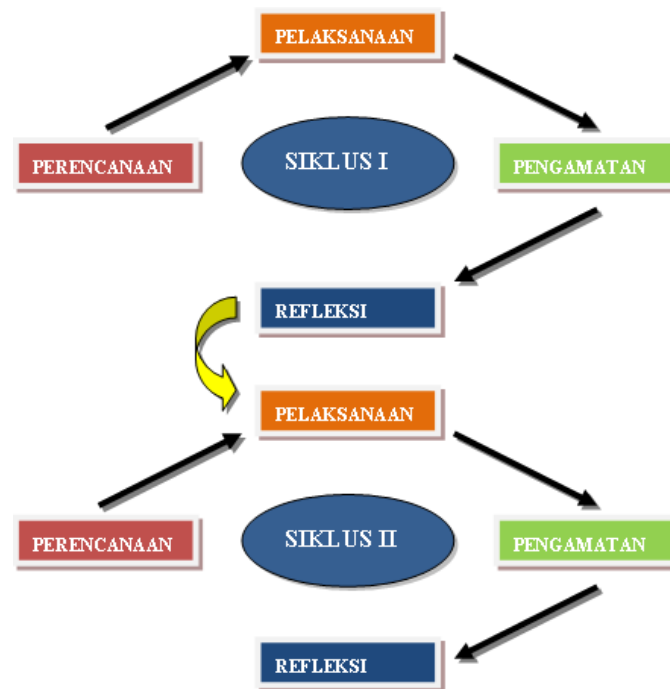 PELAKSANAAN
PERENCANAAN
SIKLUS I
PENGAMATAN
REFLEKSI
PELAKSANAAN
PERENCANAAN
SIKLUS II
PENGAMATAN
REFLEKSI